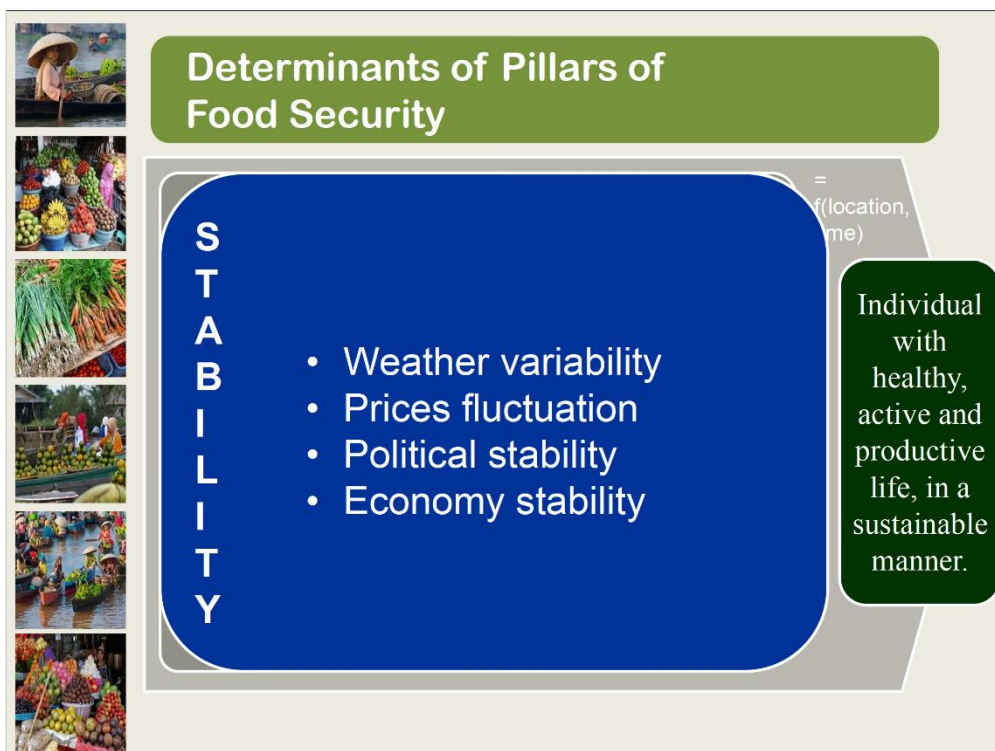 Determinants of Pillars of
Food Security
=
f(location,
me)
S
T
A
B
I
L
I
T
Y
• Weather variability
• Prices fluctuation
• Political stability
• Economy stability
Individual
with
healthy,
active and
productive
life, in a
sustainable
manner.